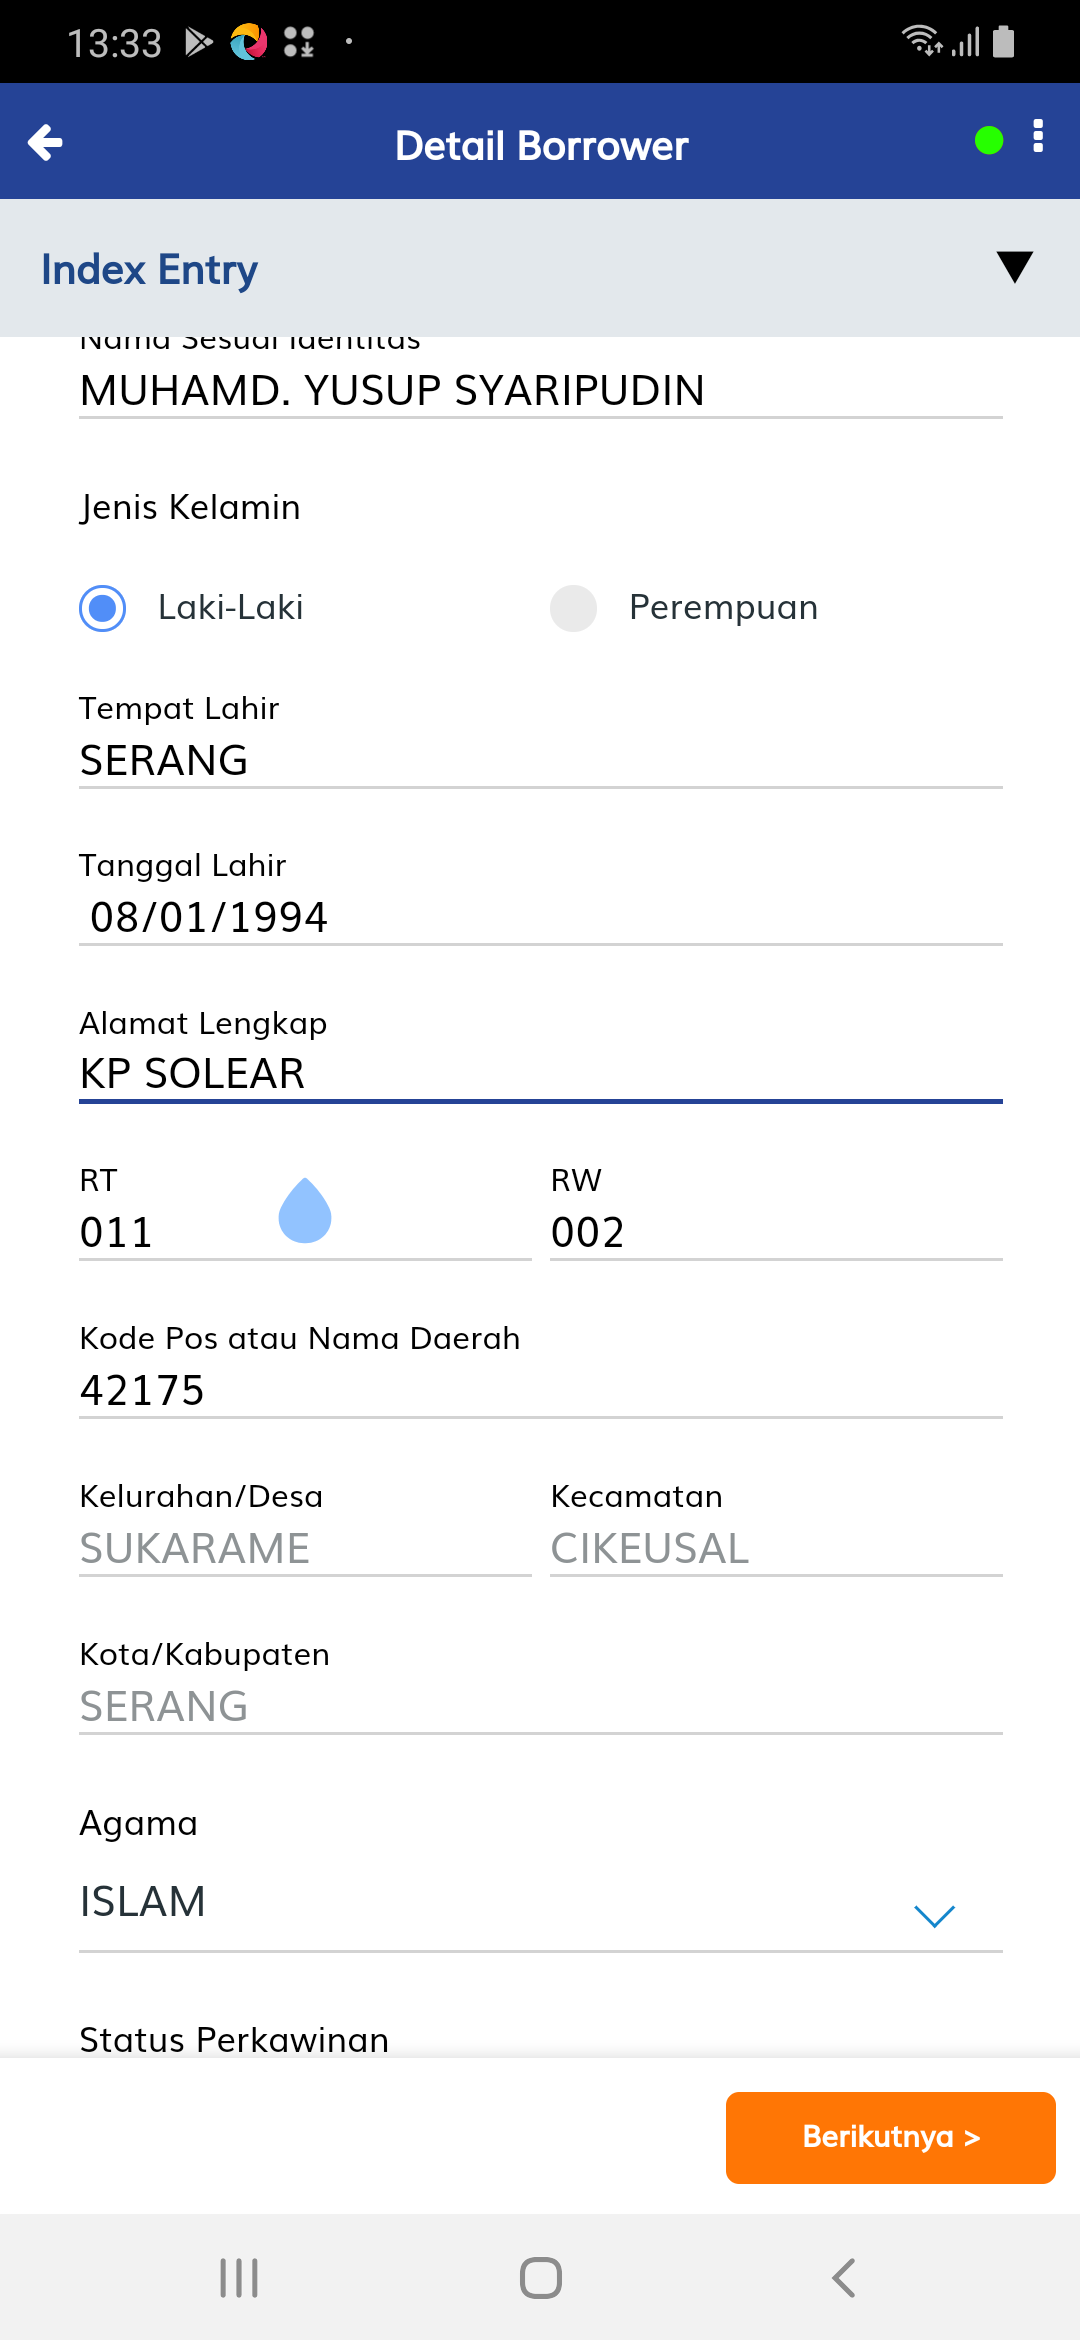 13:33
Detail Borrower
Index Entry
Nama Sesuai Identitas
MUHAMD. YUSUP SYARIPUDIN
Jenis Kelamin
Laki-Laki Perempuan
Tempat Lahir
SERANG
Tanggal Lahir
08/01/1994
Alamat Lengkap
KP SOLEAR
RT RW
011 002
Kode Pos atau Nama Daerah
42175
Kelurahan/Desa Kecamatan
SUKARAME CIKEUSAL
Kota/Kabupaten
SERANG
Agama
ISLAM
Status Perkawinan
Berikutnya >